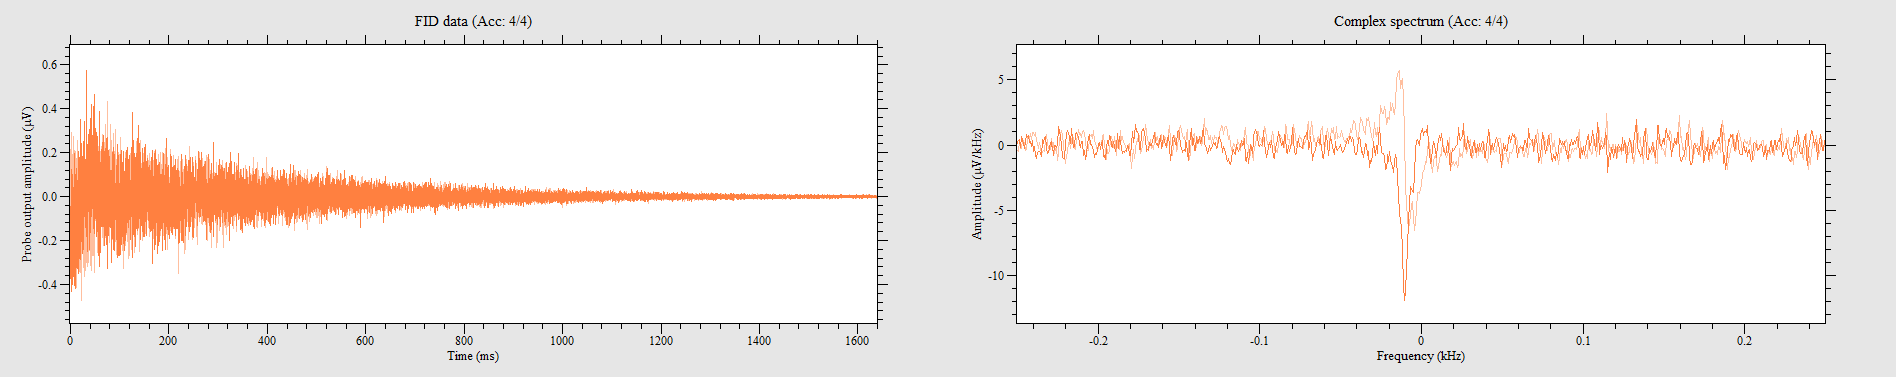 FID data (Acc: 4/4)
Probe output amplitude (µV)
0.6
0.4
0.2
0.0
-0.2
-0.4
0 200 400 600 800 1000 1200 1400 1600
Time (ms)
Complex spectrum (Acc: 4/4)
Amplitude (µV/kHz)
5
0
-5
-10
-0.2 -0.1 0 0.1 0.2
Frequency (kHz)